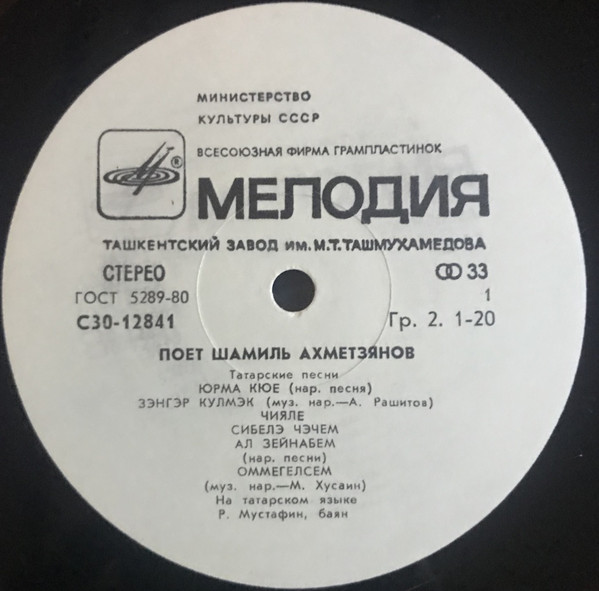 МИНИСТЕРСТВО
КУЛЬТУРЫ СССР
ВСЕСОЮЗНАЯ ФИРМА ГРАМПЛАСТИНОК
®
МЕЛОДИЯ
ТАШКЕНТСКИЙ ЗАВОД им. М.Т.ТАШМУХАМЕДОВА
СТЕРЕО 33
ГОСТ 5289-80 1
С30-12841 Гр. 2. 1-20
ПОЕТ ШАМИЛЬ АХМЕТЗЯНОВ
Татарские песни
ЮРМА КЮЕ (нар. песня)
ЗЭНГЭР КУЛМЭК (муз. нар.—А. Рашитов)
ЧИЯЛЕ
СИБЕЛЭ ЧЭЧЕМ
АЛ ЗЕЙНАБЕМ
(нар. песни)
ОММЕГЕЛСЕМ
(муз. нар.—М. Хусаин)
На татарском языке
Р. Мустафин, баян